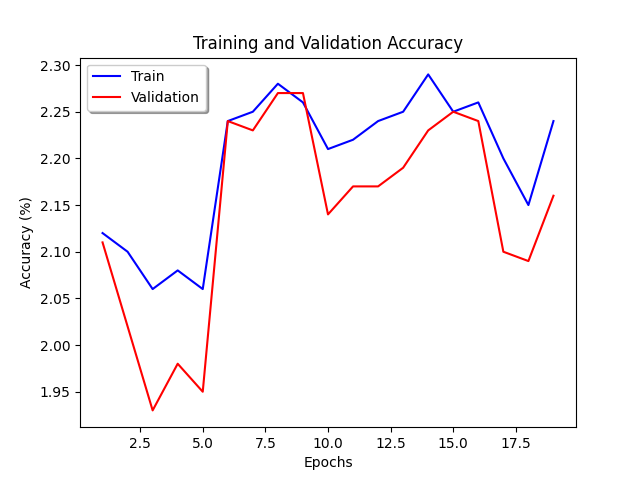 Training and Validation Accuracy
Train
Validation
Accuracy (%)
2.30
2.25
2.20
2.15
2.10
2.05
2.00
1.95
2.5 5.0 7.5 10.0 12.5 15.0 17.5
Epochs